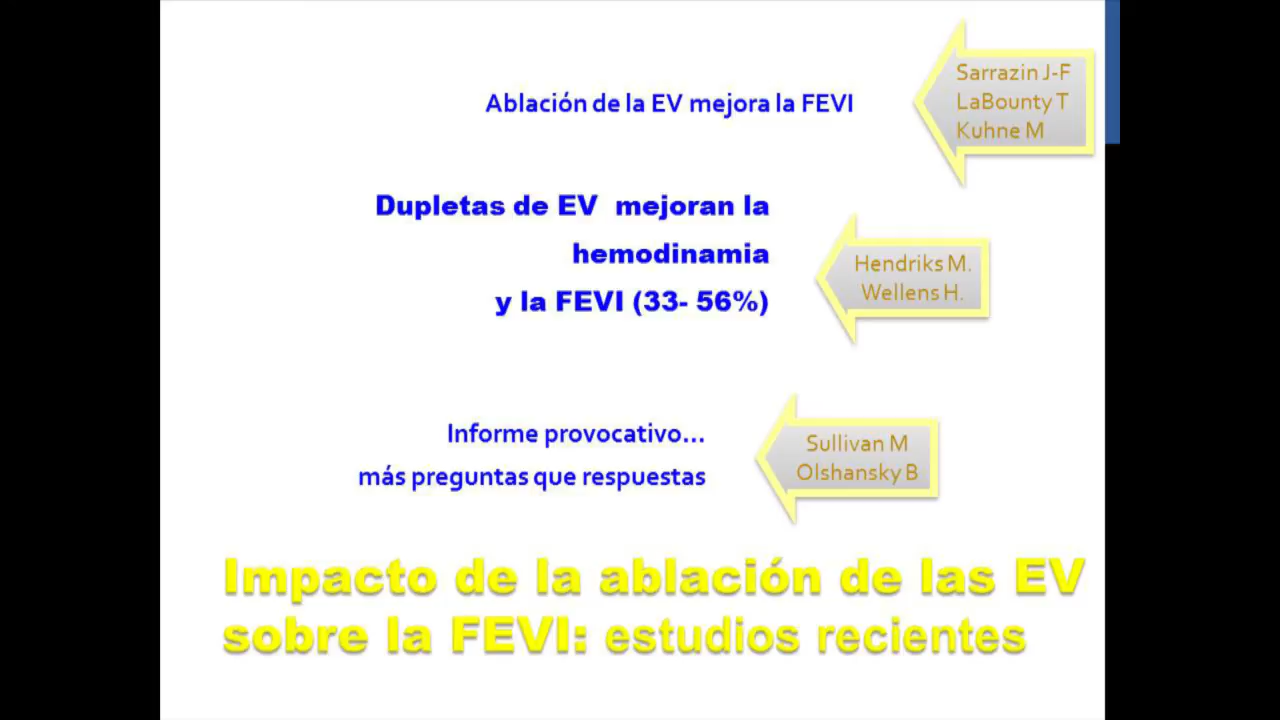 Ablación de la EV mejora la FEVI
Sarrazin J-F
LaBounty T
Kuhne M
Dupletas de EV mejoran la
hemodinamia
y la FEVI (33- 56%)
Hendriks M.
Wellens H.
Informe provocativo...
más preguntas que respuestas
Sullivan M
Olshansky B
Impacto de la ablación de las EV
sobre la FEVI: estudios recientes